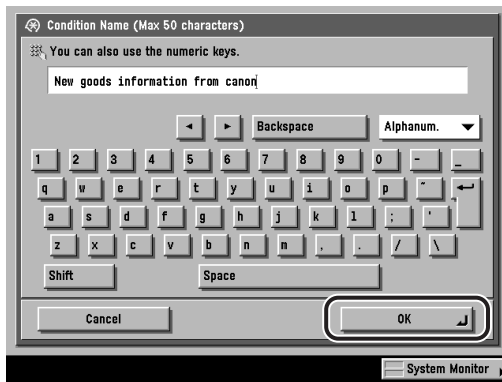 Condition Name (Max 50 characters)
You can also use the numeric keys.
New goods information from canon
◄ ► Backspace Alphanum. ▼
1 2 3 4 5 6 7 8 9 0 - _
q w e r t y u i o p ~
a s d f g h j k l ; '
z x c v b n m , . / \
Shift Space
Cancel OK
System Monitor